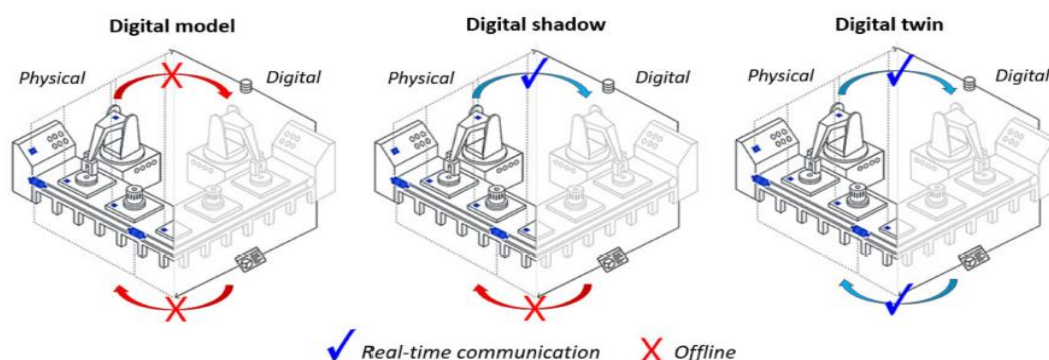 Digital model
Digital shadow
Digital twin
Physical
Digital
Physical
Digital
Physical
Digital
Real-time communication
Offline